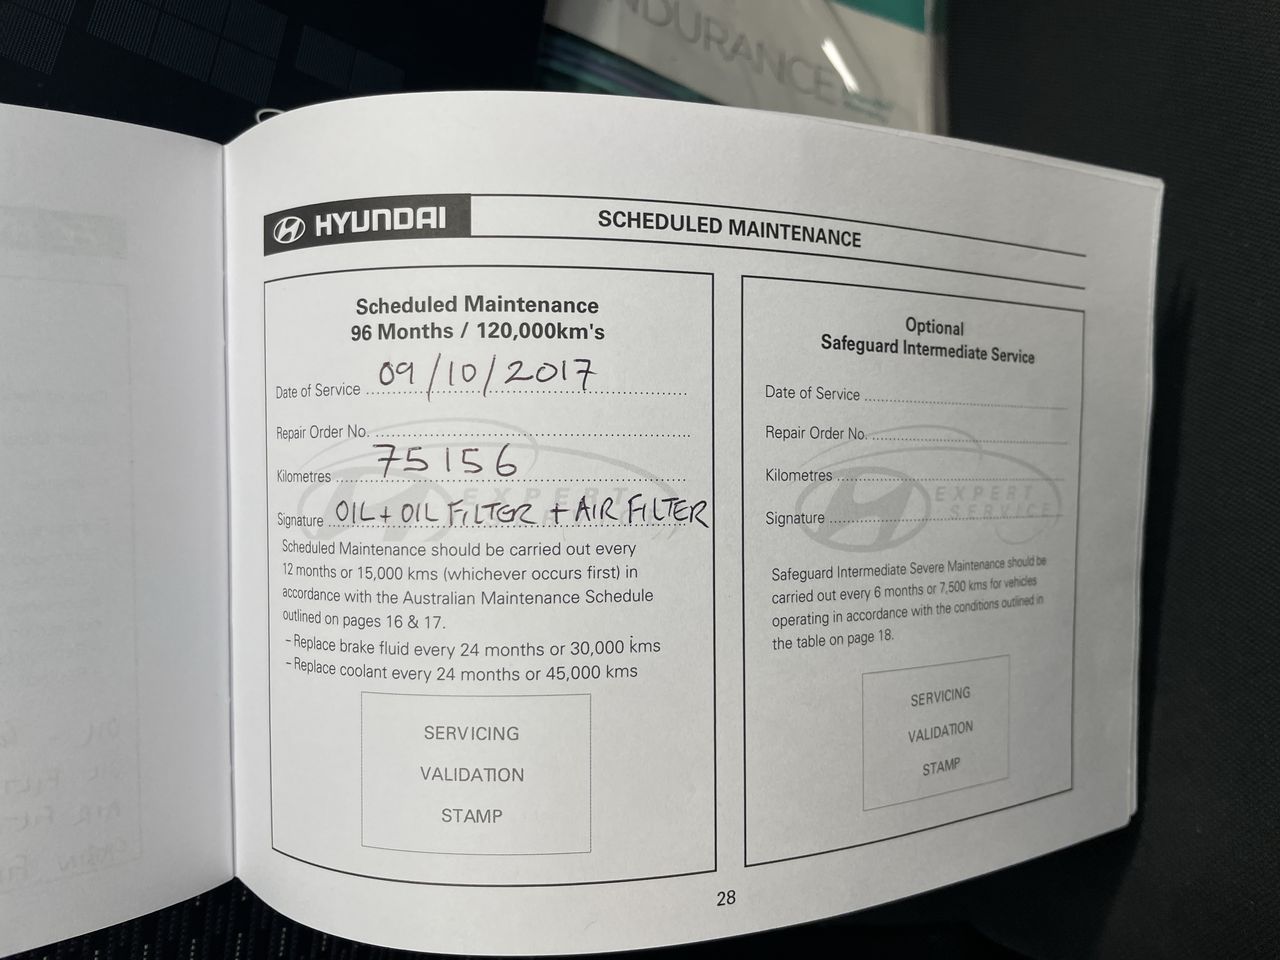 NDURANCE
HYUNDAI
SCHEDULED MAINTENANCE
Scheduled Maintenance
96 Months / 120,000km's
Date of Service 09/10/2017
Repair Order No.
Kilometres 75156
Signature OIL + OIL FILTER + AIR FILTER
EXPERT
Scheduled Maintenance should be carried out every
12 months or 15,000 kms (whichever occurs first) in
accordance with the Australian Maintenance Schedule
outlined on pages 16 & 17.
– Replace brake fluid every 24 months or 30,000 kms
– Replace coolant every 24 months or 45,000 kms
SERVICING
VALIDATION
STAMP
Optional
Safeguard Intermediate Service
Date of Service
Repair Order No.
Kilometres
Signature
EXPERT
SERVICE
Safeguard Intermediate Severe Maintenance should be
carried out every 6 months or 7,500 kms for vehicles
operating in accordance with the conditions outlined in
the table on page 18.
SERVICING
VALIDATION
STAMP
28